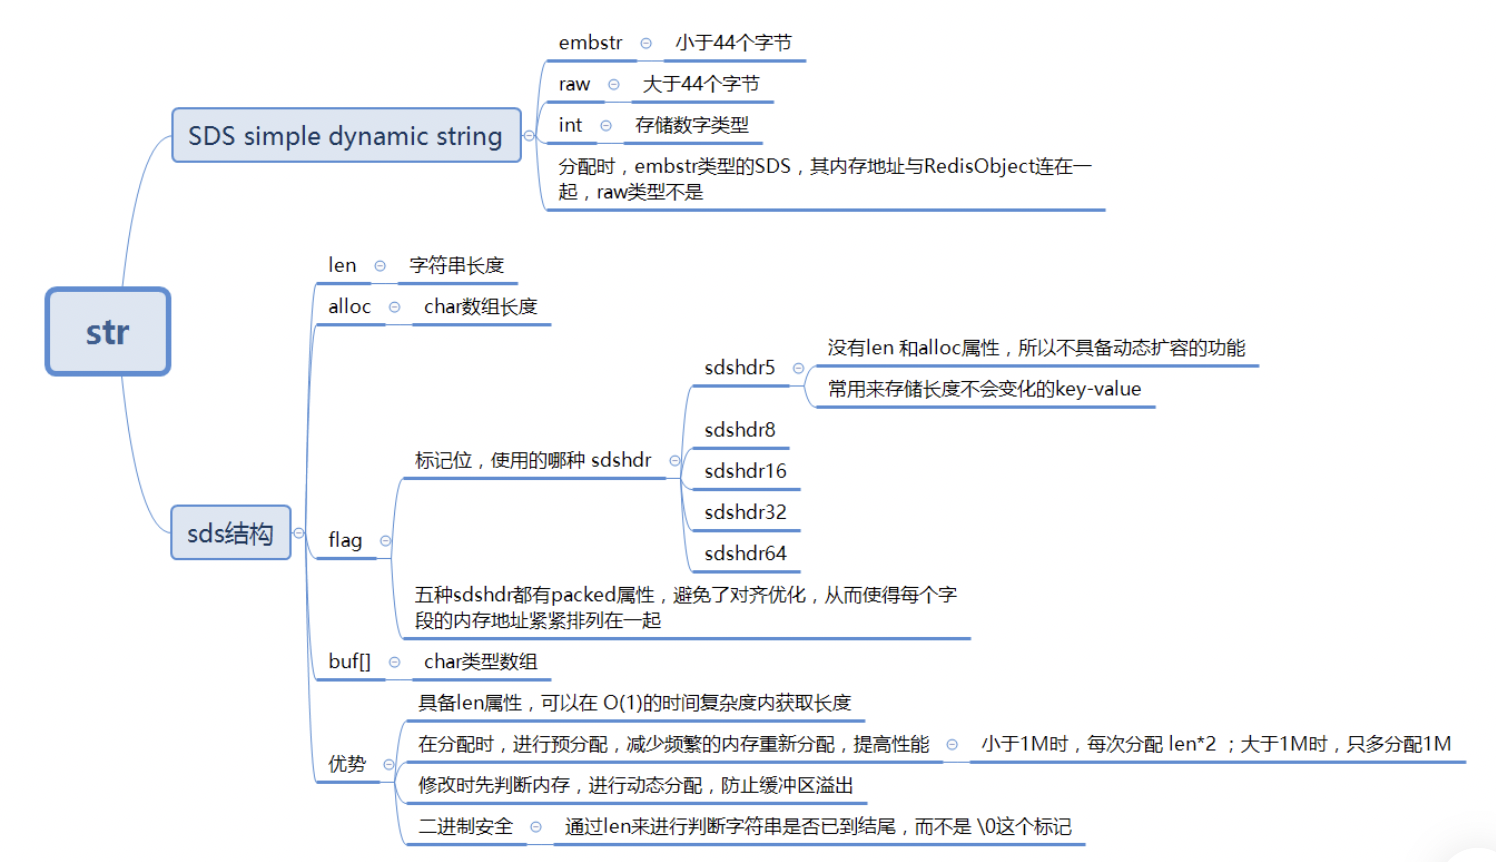 str
SDS simple dynamic string
embstr
小于44个字节
raw
大于44个字节
int
存储数字类型
分配时，embstr类型的SDS，其内存地址与RedisObject连在一
起，raw类型不是
sds结构
len
字符串长度
alloc
char数组长度
flag
标记位，使用的哪种 sdshdr
sdshdr5
没有len 和alloc属性，所以不具备动态扩容的功能
常用来存储长度不会变化的key-value
sdshdr8
sdshdr16
sdshdr32
sdshdr64
五种sdshdr都有packed属性，避免了对齐优化，从而使得每个字
段的内存地址紧紧排列在一起
buf[]
char类型数组
优势
具备len属性，可以在 O(1)的时间复杂度内获取长度
在分配时，进行预分配，减少频繁的内存重新分配，提高性能
小于1M时，每次分配 len*2 ；大于1M时，只多分配1M
修改时先判断内存，进行动态分配，防止缓冲区溢出
二进制安全
通过len来进行判断字符串是否已到结尾，而不是 \0这个标记